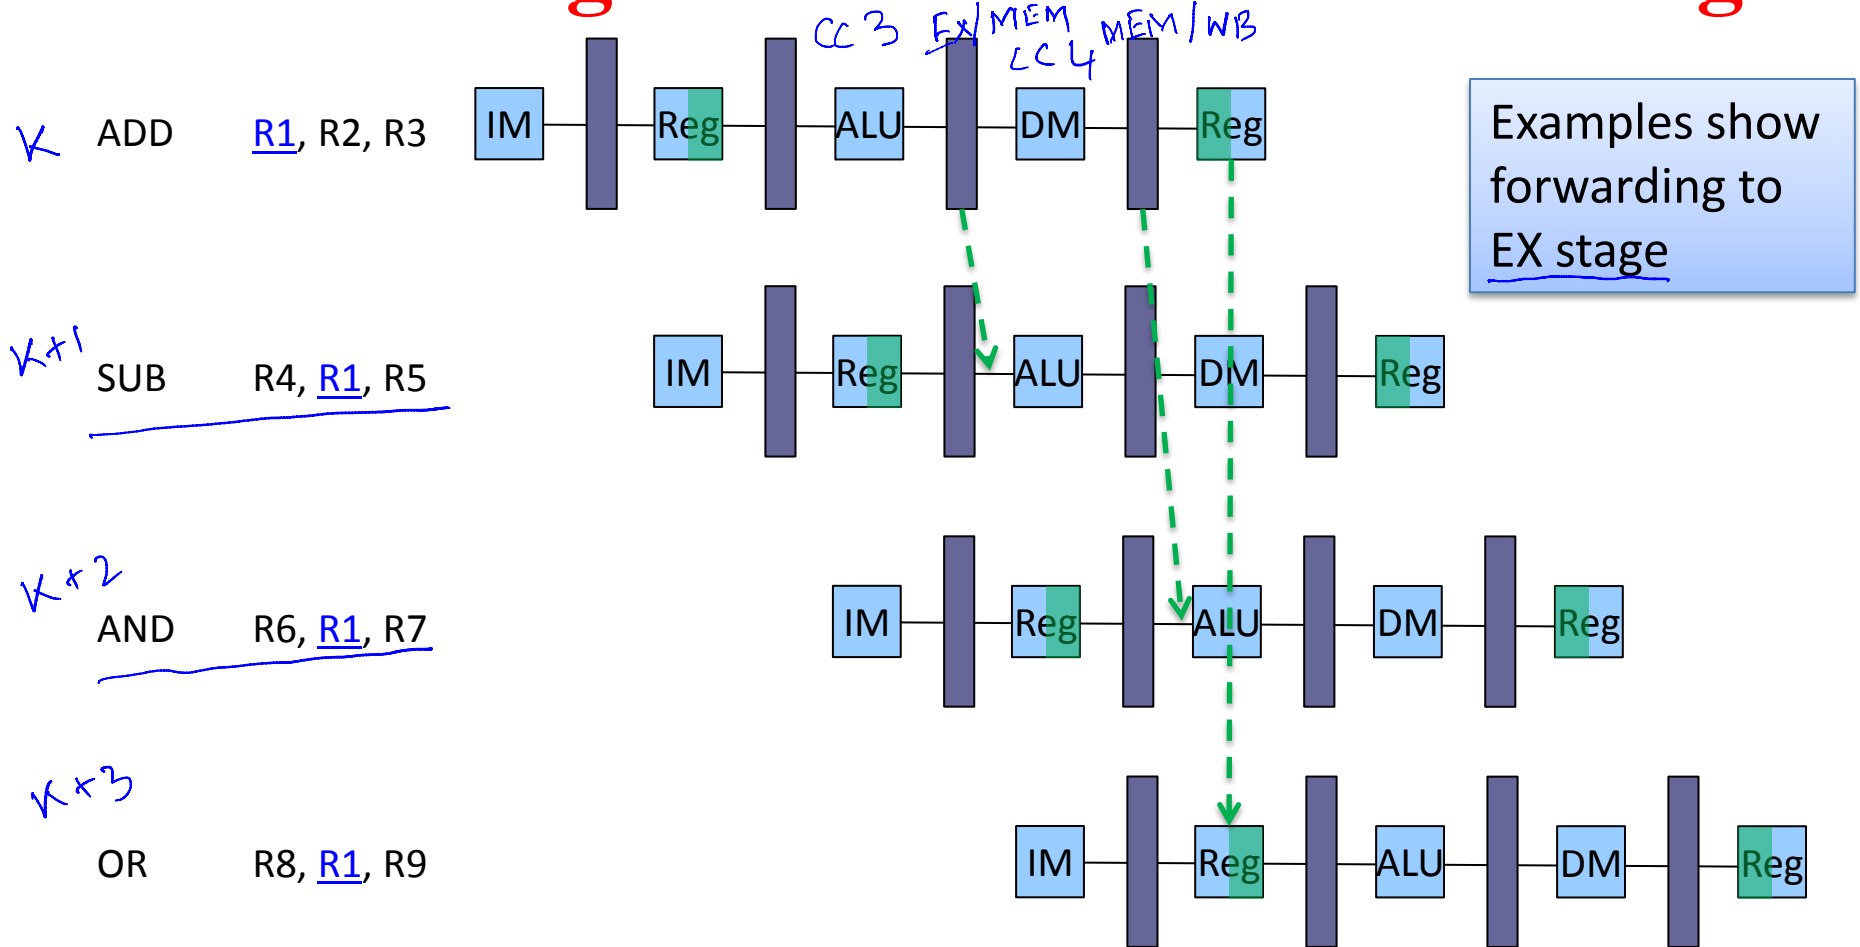 CC 3 EX/MEM MEM/WB
CC 4
K ADD R1, R2, R3 IM Reg ALU DM Reg
Examples show
forwarding to
EX stage
K+1 SUB R4, R1, R5 IM Reg ALU DM Reg
K+2 AND R6, R1, R7 IM Reg ALU DM Reg
K+3 OR R8, R1, R9 IM Reg ALU DM Reg